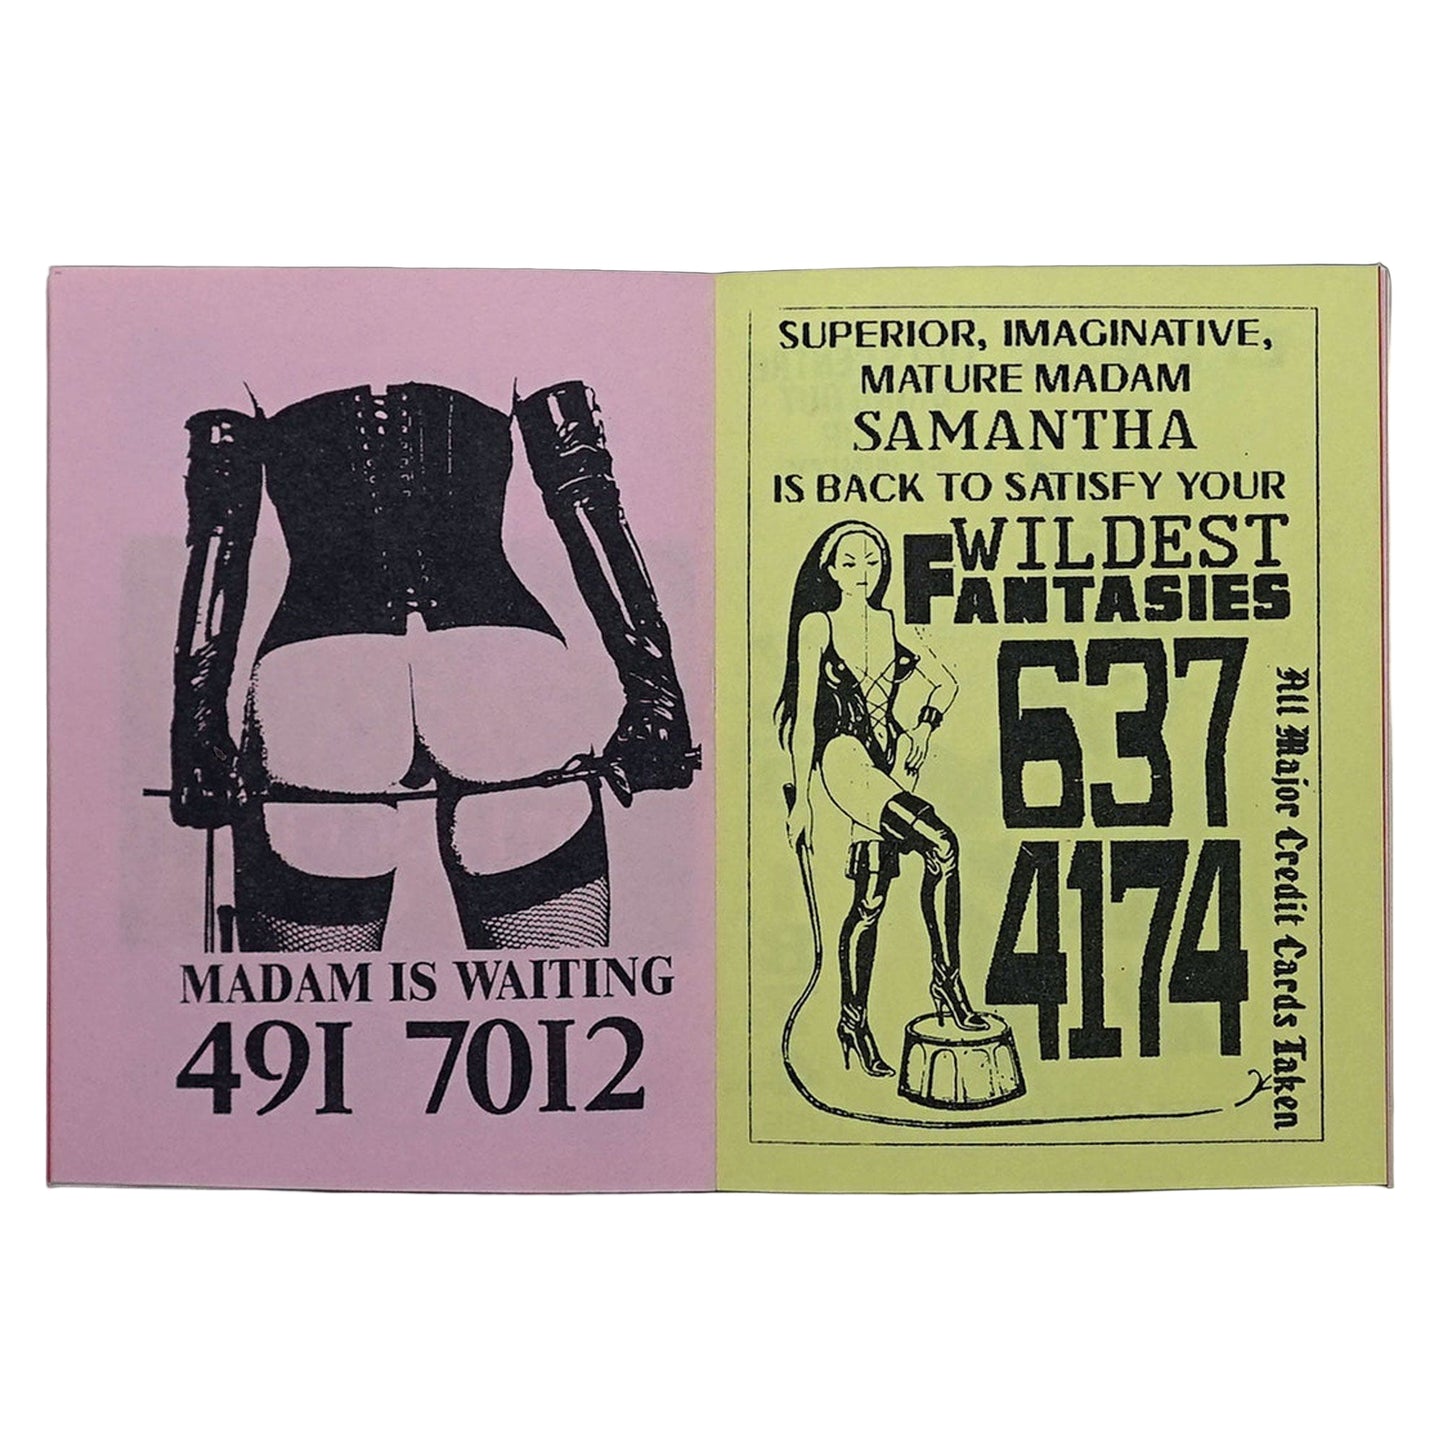 MADAM IS WAITING
491 7012
SUPERIOR, IMAGINATIVE,
MATURE MADAM
SAMANTHA
IS BACK TO SATISFY YOUR
WILDEST
FANTASIES
637
4174
All Major Credit Cards Taken